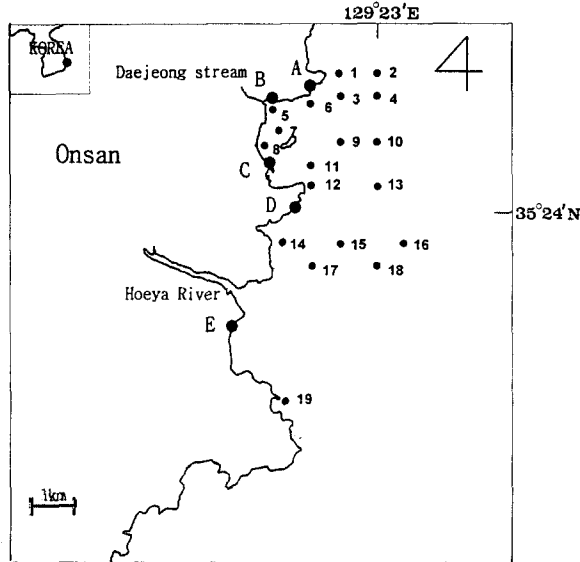 129°23′E
KOREA
Daejeong stream
B
A
1
2
3
4
5
6
7
8
9
10
Onsan
C
11
12
13
D
35°24′N
14
15
16
17
18
Hoeya River
E
19
1km